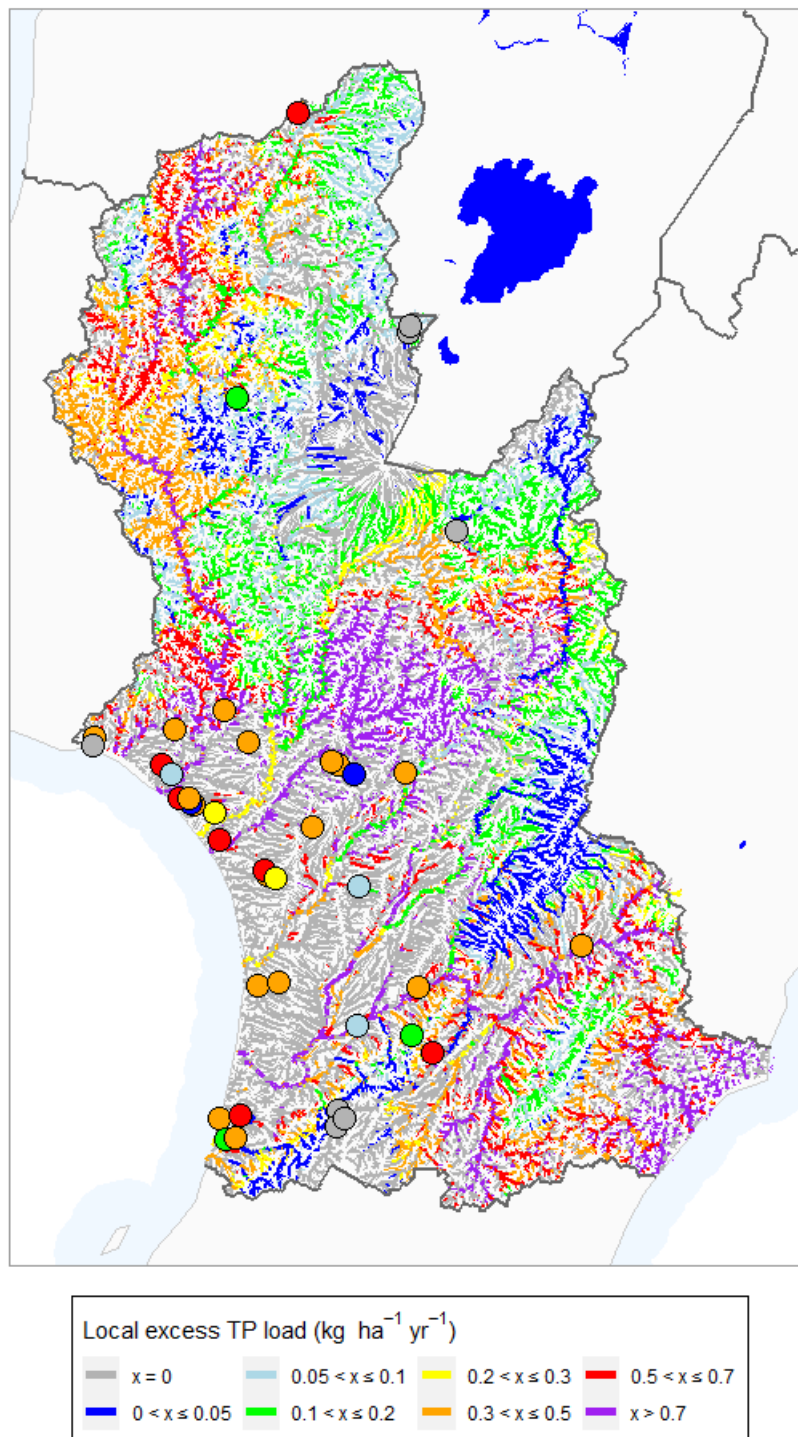 Local excess TP load (kg ha⁻¹ yr⁻¹)
x = 0 0.05 < x ≤ 0.1 0.2 < x ≤ 0.3 0.5 < x ≤ 0.7
0 < x ≤ 0.05 0.1 < x ≤ 0.2 0.3 < x ≤ 0.5 x > 0.7